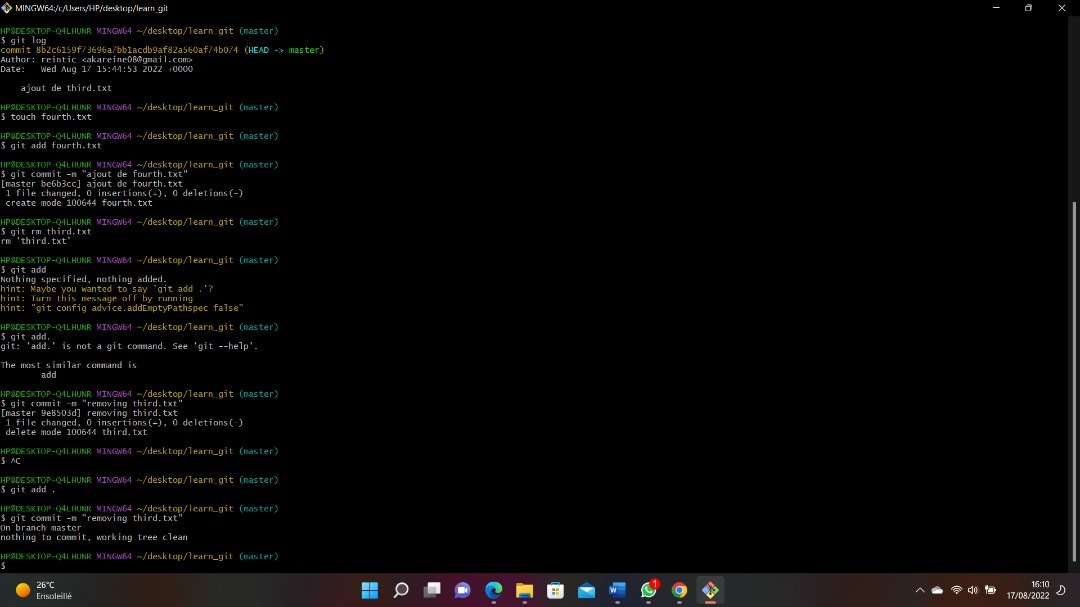 MINGW64:/c/Users/HP/desktop/learn_git
HP@DESKTOP-Q4LHUNR MINGW64 ~/desktop/learn_git (master)
$ git log
commit 8b2c6159f73696a7bb1acdb9af82a560af74b074 (HEAD -> master)
Author: reintic <akareine08@gmail.com>
Date:   Wed Aug 17 15:44:53 2022 +0000
ajout de third.txt
HP@DESKTOP-Q4LHUNR MINGW64 ~/desktop/learn_git (master)
$ touch fourth.txt
HP@DESKTOP-Q4LHUNR MINGW64 ~/desktop/learn_git (master)
$ git add fourth.txt
HP@DESKTOP-Q4LHUNR MINGW64 ~/desktop/learn_git (master)
$ git commit -m "ajout de fourth.txt"
[master be6b3cc] ajout de fourth.txt
1 file changed, 0 insertions(+), 0 deletions(-)
create mode 100644 fourth.txt
HP@DESKTOP-Q4LHUNR MINGW64 ~/desktop/learn_git (master)
$ git rm third.txt
rm 'third.txt'
HP@DESKTOP-Q4LHUNR MINGW64 ~/desktop/learn_git (master)
$ git add
Nothing specified, nothing added.
hint: Maybe you wanted to say 'git add .'?
hint: Turn this message off by running
hint: "git config advice.addEmptyPathspec false"
HP@DESKTOP-Q4LHUNR MINGW64 ~/desktop/learn_git (master)
$ git add.
git: 'add.' is not a git command. See 'git --help'.
The most similar command is
add
HP@DESKTOP-Q4LHUNR MINGW64 ~/desktop/learn_git (master)
$ git commit -m "removing third.txt"
[master 9e8503d] removing third.txt
1 file changed, 0 insertions(+), 0 deletions(-)
delete mode 100644 third.txt
HP@DESKTOP-Q4LHUNR MINGW64 ~/desktop/learn_git (master)
$ ^C
HP@DESKTOP-Q4LHUNR MINGW64 ~/desktop/learn_git (master)
$ git add .
HP@DESKTOP-Q4LHUNR MINGW64 ~/desktop/learn_git (master)
$ git commit -m "removing third.txt"
On branch master
nothing to commit, working tree clean
HP@DESKTOP-Q4LHUNR MINGW64 ~/desktop/learn_git (master)
$
26°C
Ensoleillé
1
16:10
17/08/2022